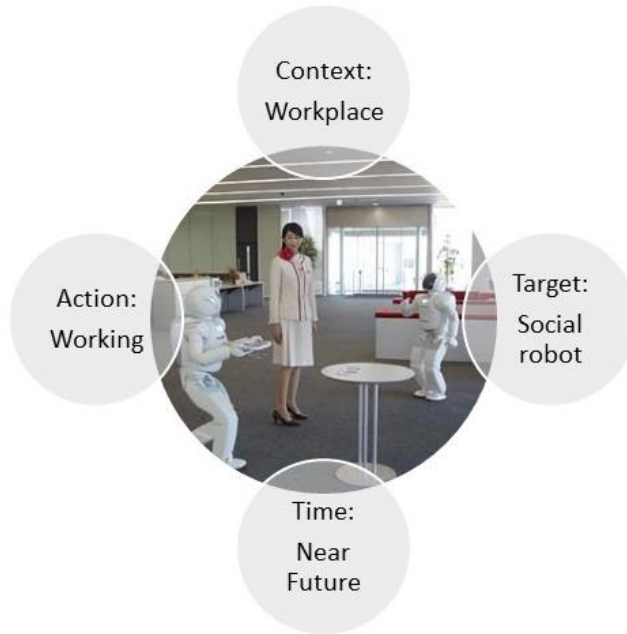 Context:
Workplace
Action:
Working
Target:
Social
robot
Time:
Near
Future